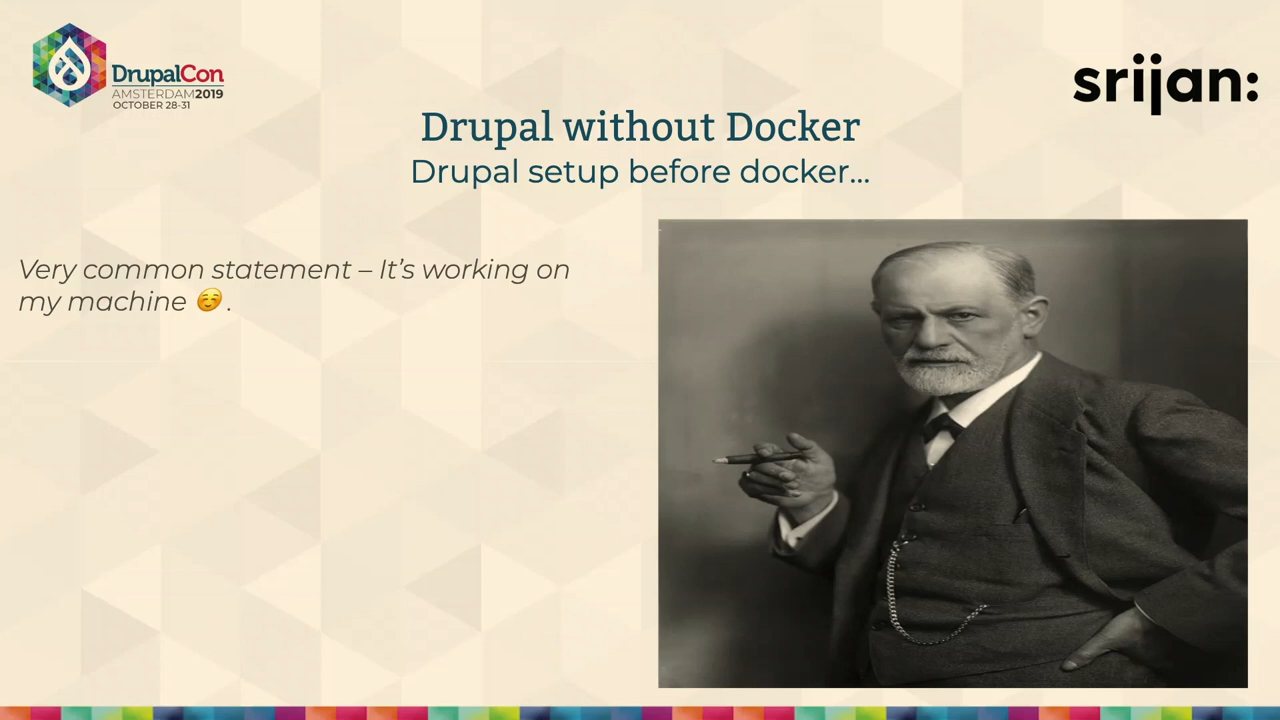 DrupalCon
AMSTERDAM2019
OCTOBER 28-31
srijan:
Drupal without Docker
Drupal setup before docker...
Very common statement – It’s working on
my machine ☺️ .